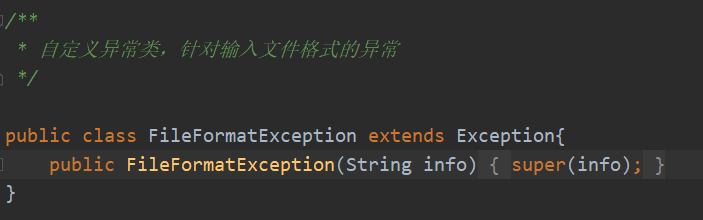 /**
 * 自定义异常类，针对输入文件格式的异常
 */
public class FileFormatException extends Exception{
    public FileFormatException(String info) { super(info); }
}